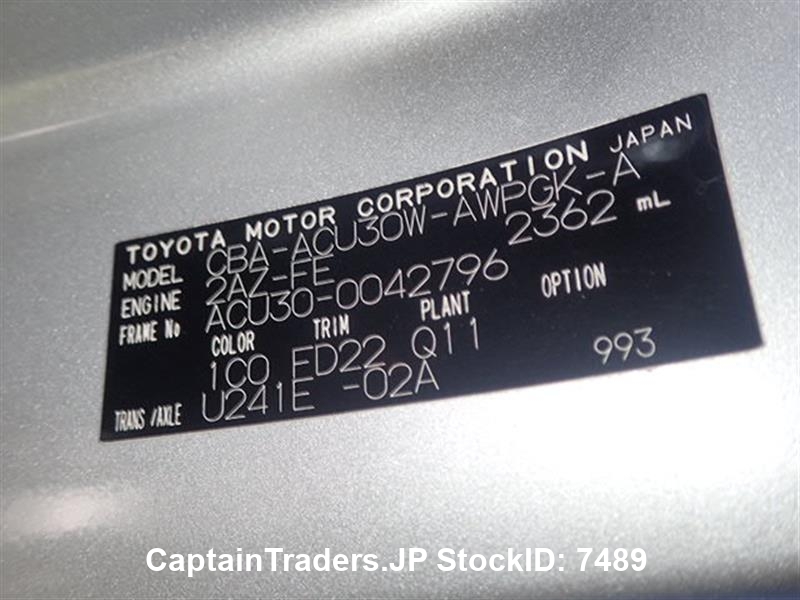 TOYOTA MOTOR CORPORATION JAPAN
MODEL CBA-ACU30W-AWPGK-A
ENGINE 2AZ-FE 2362 mL
FRAME No ACU30-0042796
COLOR TRIM PLANT OPTION
1C0 ED22 Q11
TRANS/AXLE U241E -02A 993
CaptainTraders.JP StockID: 7489